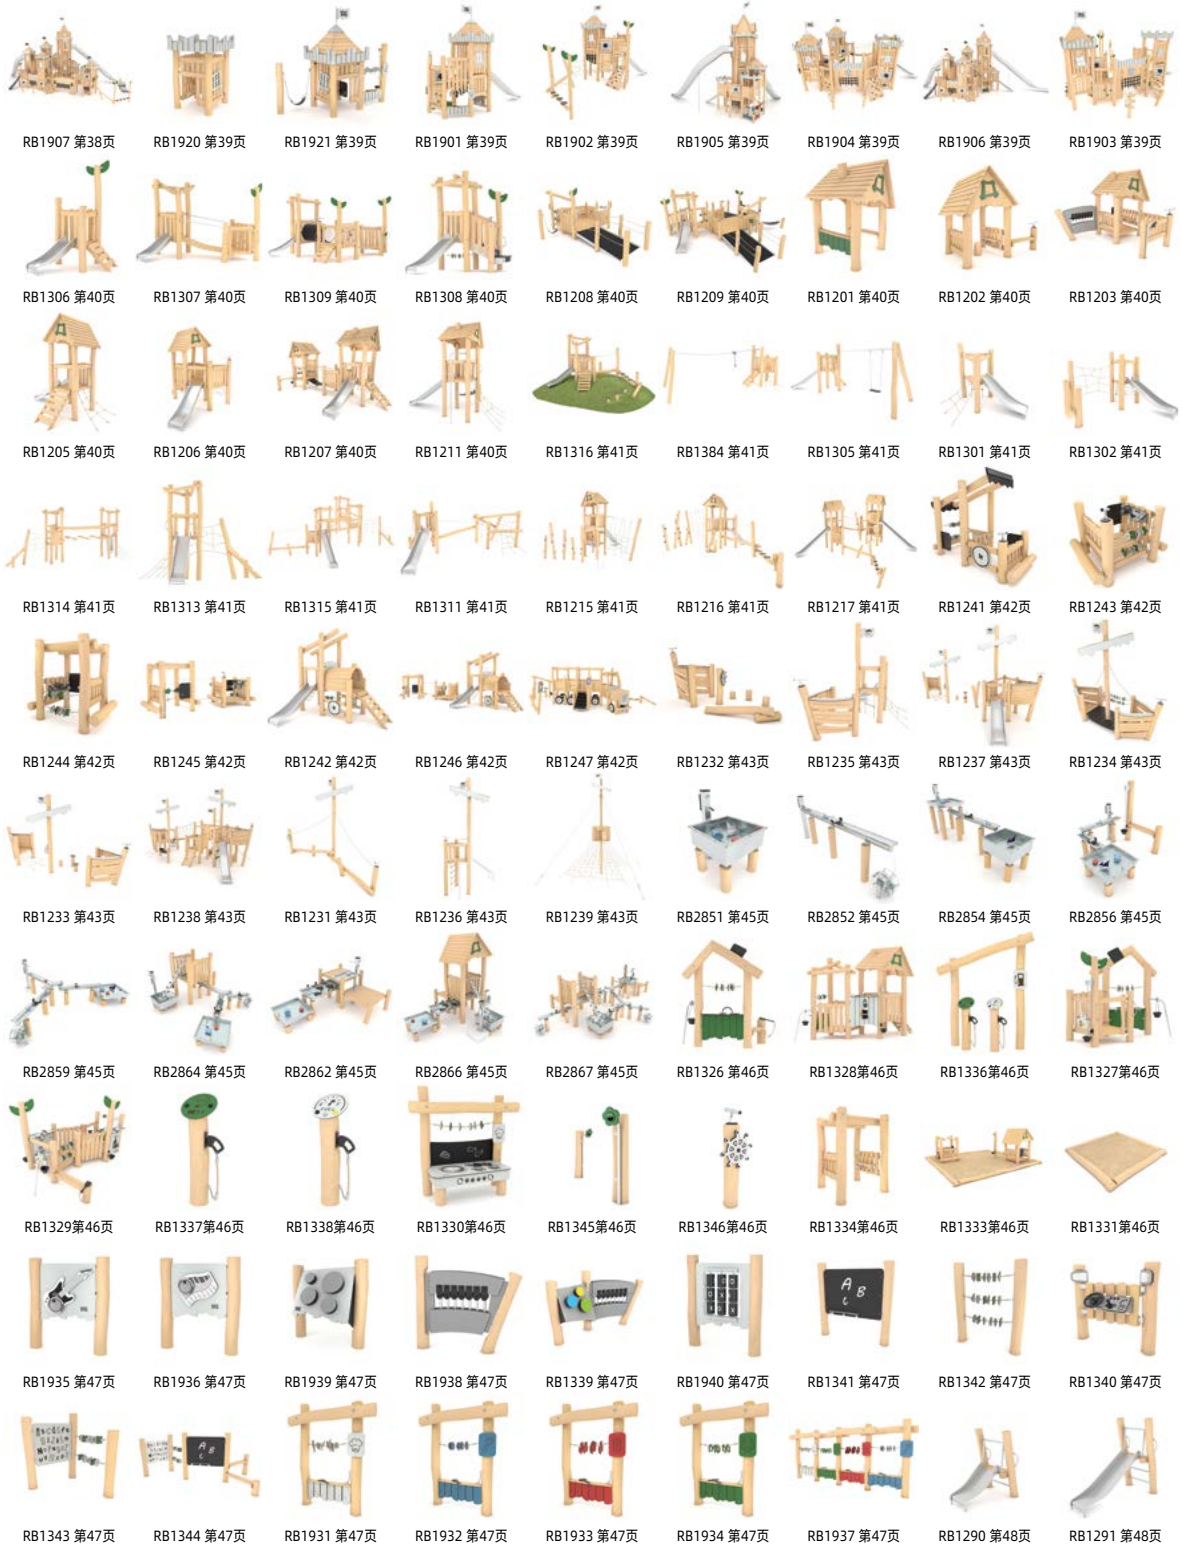 RB1907 第38页 RB1920 第39页 RB1921 第39页 RB1901 第39页 RB1902 第39页 RB1905 第39页 RB1904 第39页 RB1906 第39页 RB1903 第39页
RB1306 第40页 RB1307 第40页 RB1309 第40页 RB1308 第40页 RB1208 第40页 RB1209 第40页 RB1201 第40页 RB1202 第40页 RB1203 第40页
RB1205 第40页 RB1206 第40页 RB1207 第40页 RB1211 第40页 RB1316 第41页 RB1384 第41页 RB1305 第41页 RB1301 第41页 RB1302 第41页
RB1314 第41页 RB1313 第41页 RB1315 第41页 RB1311 第41页 RB1215 第41页 RB1216 第41页 RB1217 第41页 RB1241 第42页 RB1243 第42页
RB1244 第42页 RB1245 第42页 RB1242 第42页 RB1246 第42页 RB1247 第42页 RB1232 第43页 RB1235 第43页 RB1237 第43页 RB1234 第43页
RB1233 第43页 RB1238 第43页 RB1231 第43页 RB1236 第43页 RB1239 第43页 RB2851 第45页 RB2852 第45页 RB2854 第45页 RB2856 第45页
RB2859 第45页 RB2864 第45页 RB2862 第45页 RB2866 第45页 RB2867 第45页 RB1326 第46页 RB1328第46页 RB1336第46页 RB1327第46页
RB1329第46页 RB1337第46页 RB1338第46页 RB1330第46页 RB1345第46页 RB1346第46页 RB1334第46页 RB1333第46页 RB1331第46页
A B
C
RB1935 第47页 RB1936 第47页 RB1939 第47页 RB1938 第47页 RB1339 第47页 RB1940 第47页 RB1341 第47页 RB1342 第47页 RB1340 第47页
A B
C
RB1343 第47页 RB1344 第47页 RB1931 第47页 RB1932 第47页 RB1933 第47页 RB1934 第47页 RB1937 第47页 RB1290 第48页 RB1291 第48页